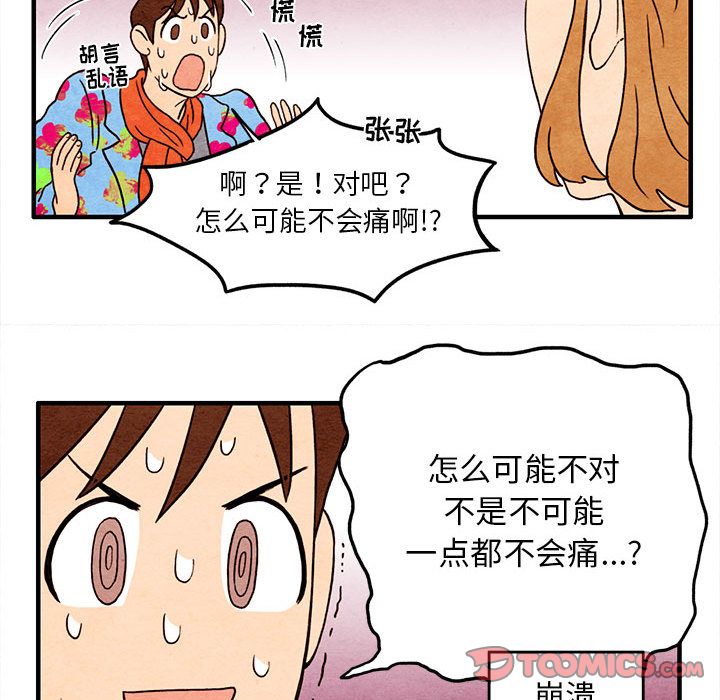 慌
慌
胡言
乱语
张张
啊？是！对吧？
怎么可能不会痛啊!?
怎么可能不对
不是不可能
一点都不会痛...?
崩溃
TOOMICS.COM